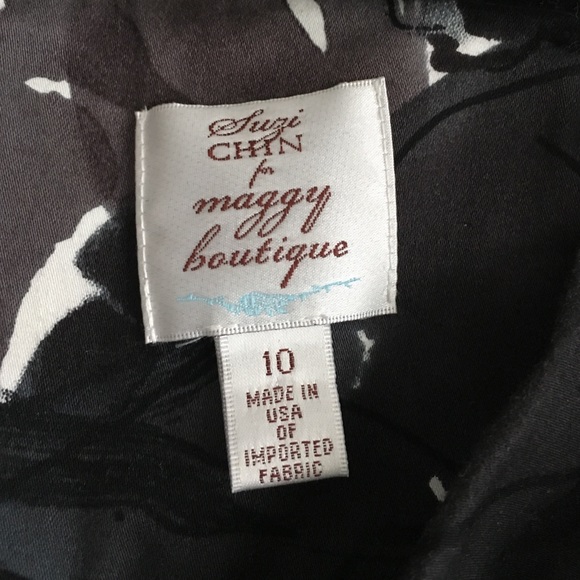 Suzi
CHIN
for
maggy
boutique
10
MADE IN
USA
OF
IMPORTED
FABRIC